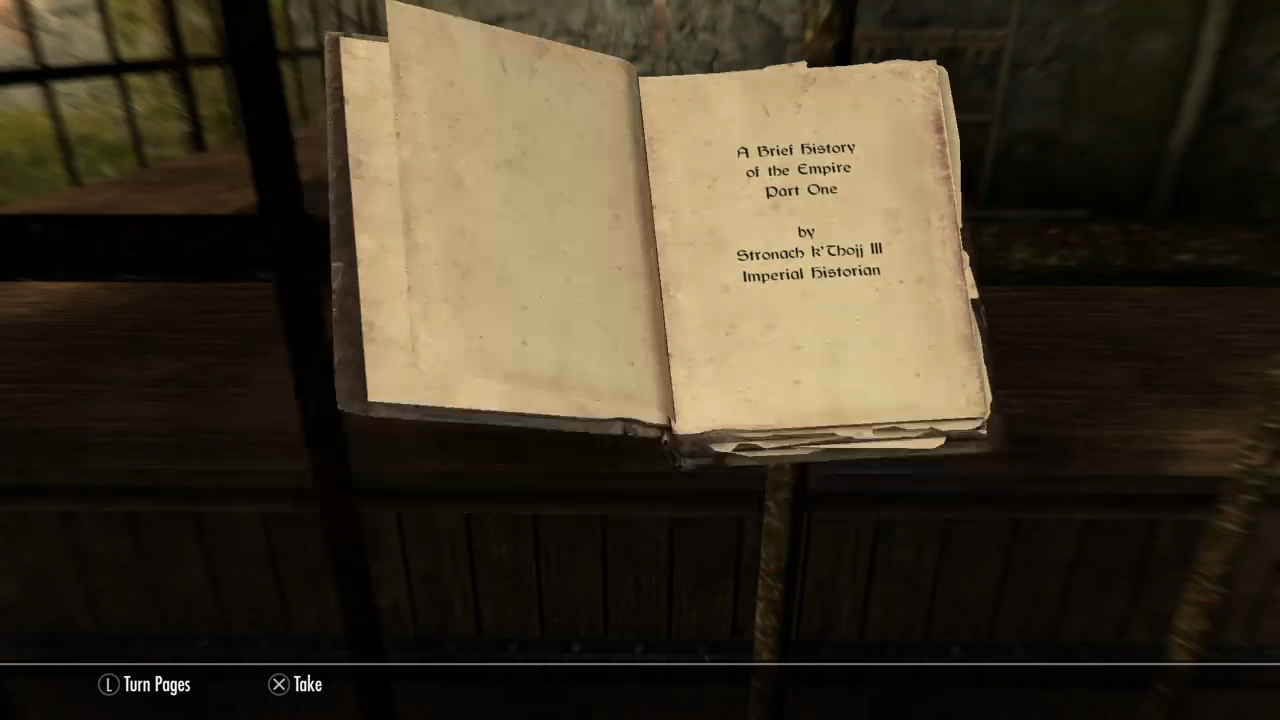 A Brief History
of the Empire
Part One
by
Stronach k'Thojj III
Imperial Historian
L Turn Pages
X Take